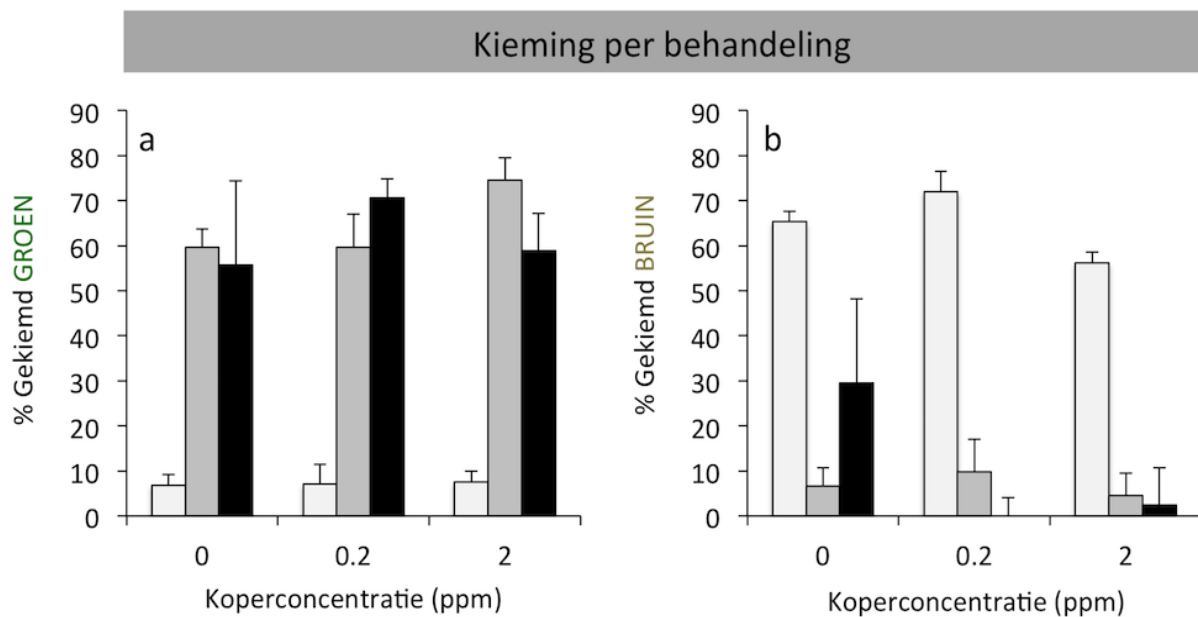 Kieming per behandeling
a
% Gekiemd GROEN
90
80
70
60
50
40
30
20
10
0
0 0.2 2
Koperconcentratie (ppm)
b
% Gekiemd BRUIN
90
80
70
60
50
40
30
20
10
0
0 0.2 2
Koperconcentratie (ppm)